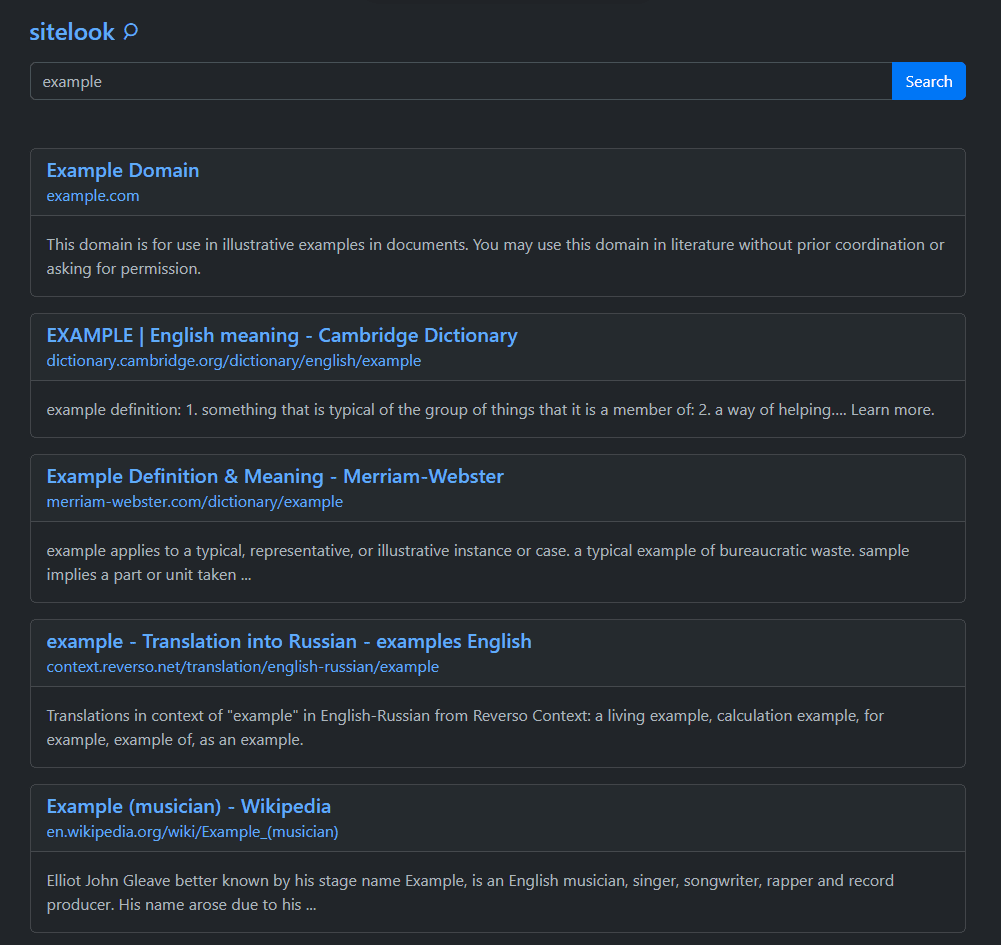 sitelook
example
Search
Example Domain
example.com
This domain is for use in illustrative examples in documents. You may use this domain in literature without prior coordination or
asking for permission.
EXAMPLE | English meaning - Cambridge Dictionary
dictionary.cambridge.org/dictionary/english/example
example definition: 1. something that is typical of the group of things that it is a member of: 2. a way of helping.... Learn more.
Example Definition & Meaning - Merriam-Webster
merriam-webster.com/dictionary/example
example applies to a typical, representative, or illustrative instance or case. a typical example of bureaucratic waste. sample
implies a part or unit taken ...
example - Translation into Russian - examples English
context.reverso.net/translation/english-russian/example
Translations in context of "example" in English-Russian from Reverso Context: a living example, calculation example, for
example, example of, as an example.
Example (musician) - Wikipedia
en.wikipedia.org/wiki/Example_(musician)
Elliot John Gleave better known by his stage name Example, is an English musician, singer, songwriter, rapper and record
producer. His name arose due to his ...